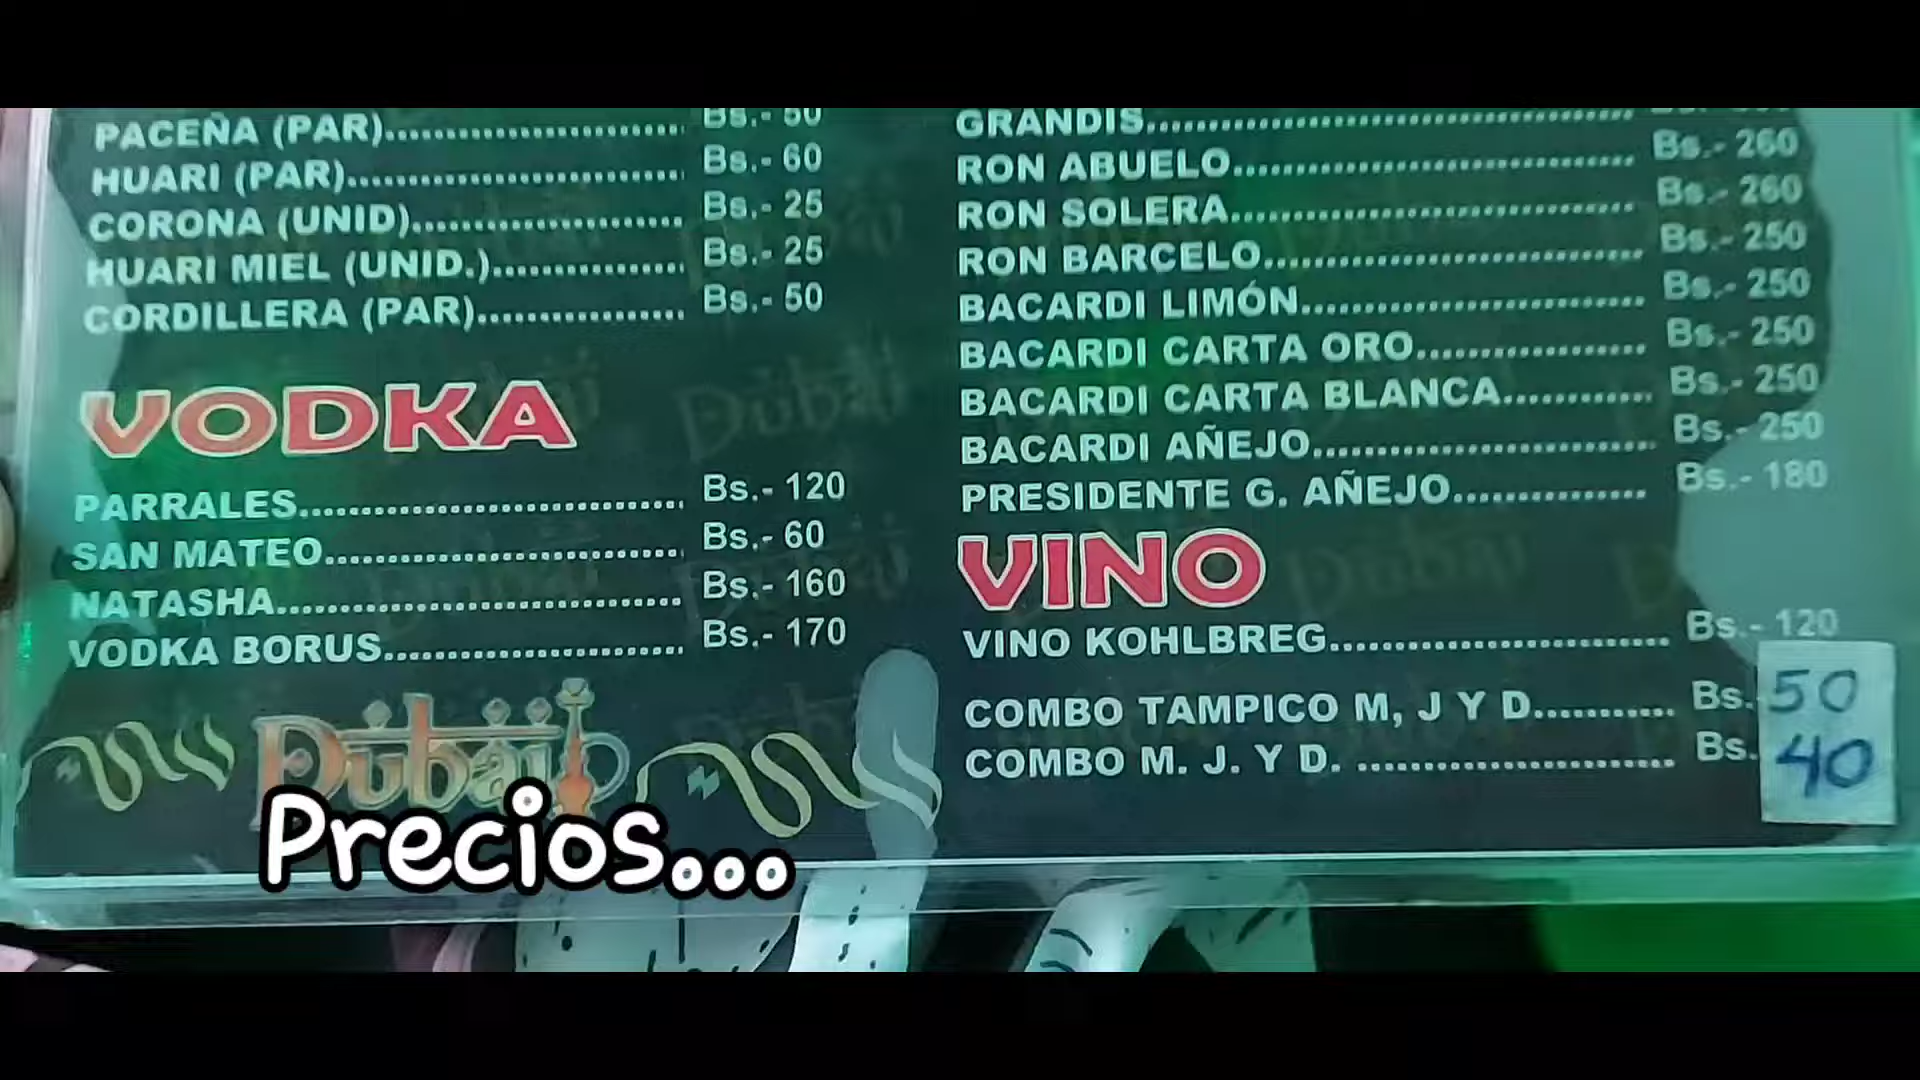 PACEÑA (PAR).......................... Bs.- 50
HUARI (PAR).............................. Bs.- 60
CORONA (UNID)........................ Bs.- 25
HUARI MIEL (UNID.)................. Bs.- 25
CORDILLERA (PAR).................. Bs.- 50
VODKA
PARRALES................................. Bs.- 120
SAN MATEO............................... Bs.- 60
NATASHA................................... Bs.- 160
VODKA BORUS.......................... Bs.- 170
Dubai
GRANDIS...........................................
RON ABUELO.................................... Bs.- 260
RON SOLERA.................................... Bs.- 260
RON BARCELO................................. Bs.- 250
BACARDI LIMÓN............................... Bs.- 250
BACARDI CARTA ORO.................... Bs.- 250
BACARDI CARTA BLANCA............. Bs.- 250
BACARDI AÑEJO.............................. Bs.- 250
PRESIDENTE G. AÑEJO................. Bs.- 180
VINO
VINO KOHLBREG.............................. Bs.- 120
COMBO TAMPICO M, J Y D............ Bs. 50
COMBO M. J. Y D. ........................... Bs. 40
Precios...